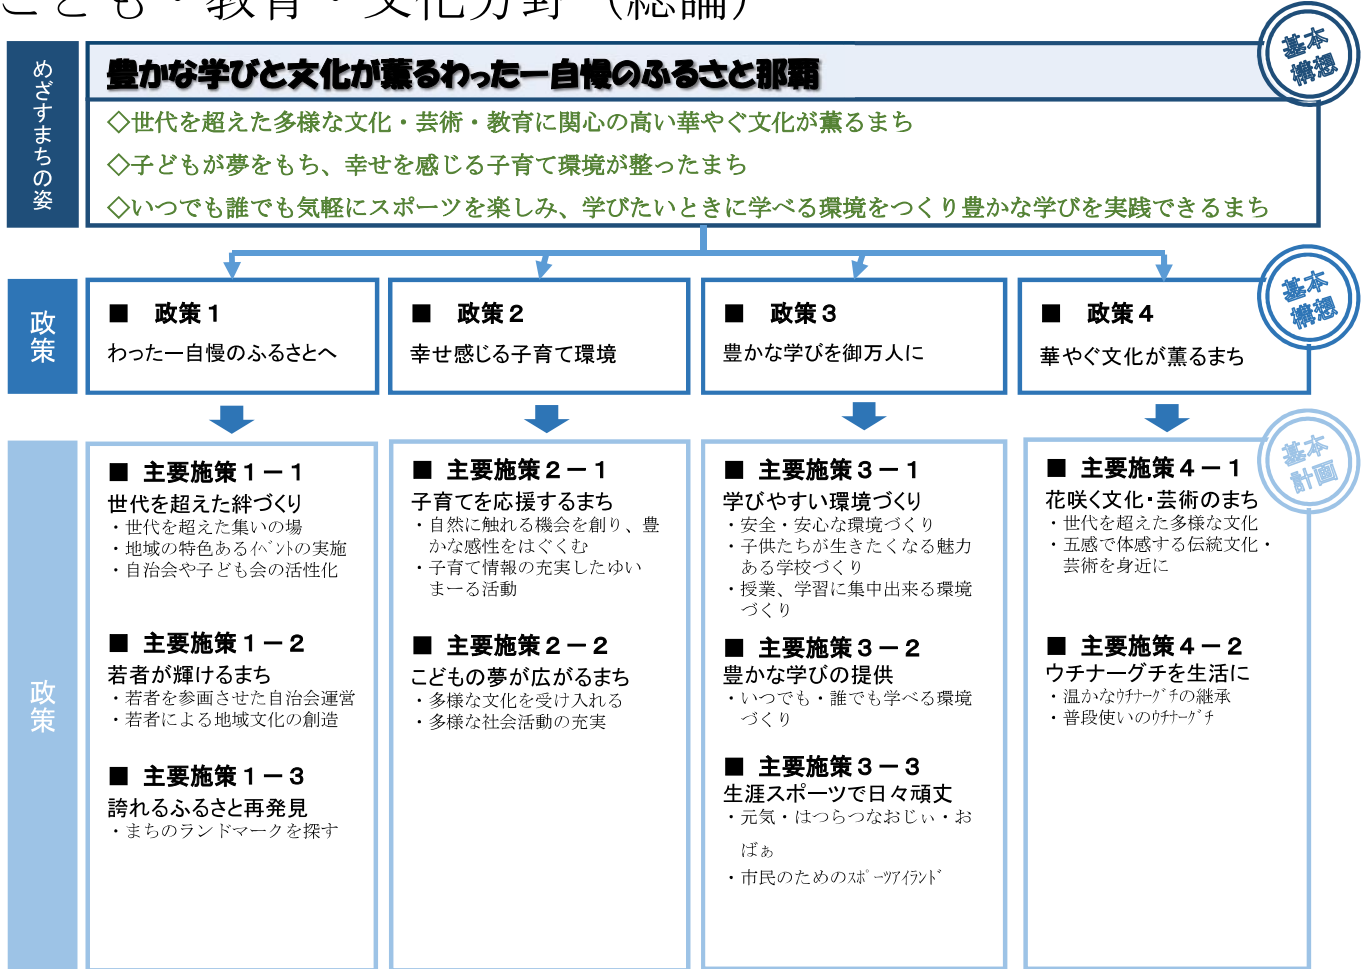 こども・教育・文化分野（総論）
めざすまちの姿
豊かな学びと文化が薫るわったー自慢のふるさと那覇
基本
構想
◇世代を超えた多様な文化・芸術・教育に関心の高い華やぐ文化が薫るまち
◇子どもが夢をもち、幸せを感じる子育て環境が整ったまち
◇いつでも誰でも気軽にスポーツを楽しみ、学びたいときに学べる環境をつくり豊かな学びを実践できるまち
政策
■ 政策１
わったー自慢のふるさとへ
■ 政策２
幸せ感じる子育て環境
■ 政策３
豊かな学びを御万人に
■ 政策４
華やぐ文化が薫るまち
基本
構想
政策
■ 主要施策１－１
世代を超えた絆づくり
・世代を超えた集いの場
・地域の特色あるｲﾍﾞﾝﾄの実施
・自治会や子ども会の活性化
■ 主要施策１－２
若者が輝けるまち
・若者を参画させた自治会運営
・若者による地域文化の創造
■ 主要施策１－３
誇れるふるさと再発見
・まちのランドマークを探す
■ 主要施策２－１
子育てを応援するまち
・自然に触れる機会を創り、豊
かな感性をはぐくむ
・子育て情報の充実したゆい
まーる活動
■ 主要施策２－２
こどもの夢が広がるまち
・多様な文化を受け入れる
・多様な社会活動の充実
■ 主要施策３－１
学びやすい環境づくり
・安全・安心な環境づくり
・子供たちが生きたくなる魅力
ある学校づくり
・授業、学習に集中出来る環境
づくり
■ 主要施策３－２
豊かな学びの提供
・いつでも・誰でも学べる環境
づくり
■ 主要施策３－３
生涯スポーツで日々頑丈
・元気・はつらつなおじぃ・お
ばぁ
・市民のためのｽﾎﾟｰﾂｱｲﾗﾝﾄﾞ
■ 主要施策４－１
花咲く文化・芸術のまち
・世代を超えた多様な文化
・五感で体感する伝統文化・
芸術を身近に
■ 主要施策４－２
ウチナーグチを生活に
・温かなｳﾁﾅｰｸﾞﾁの継承
・普段使いのｳﾁﾅｰｸﾞﾁ
基本
計画